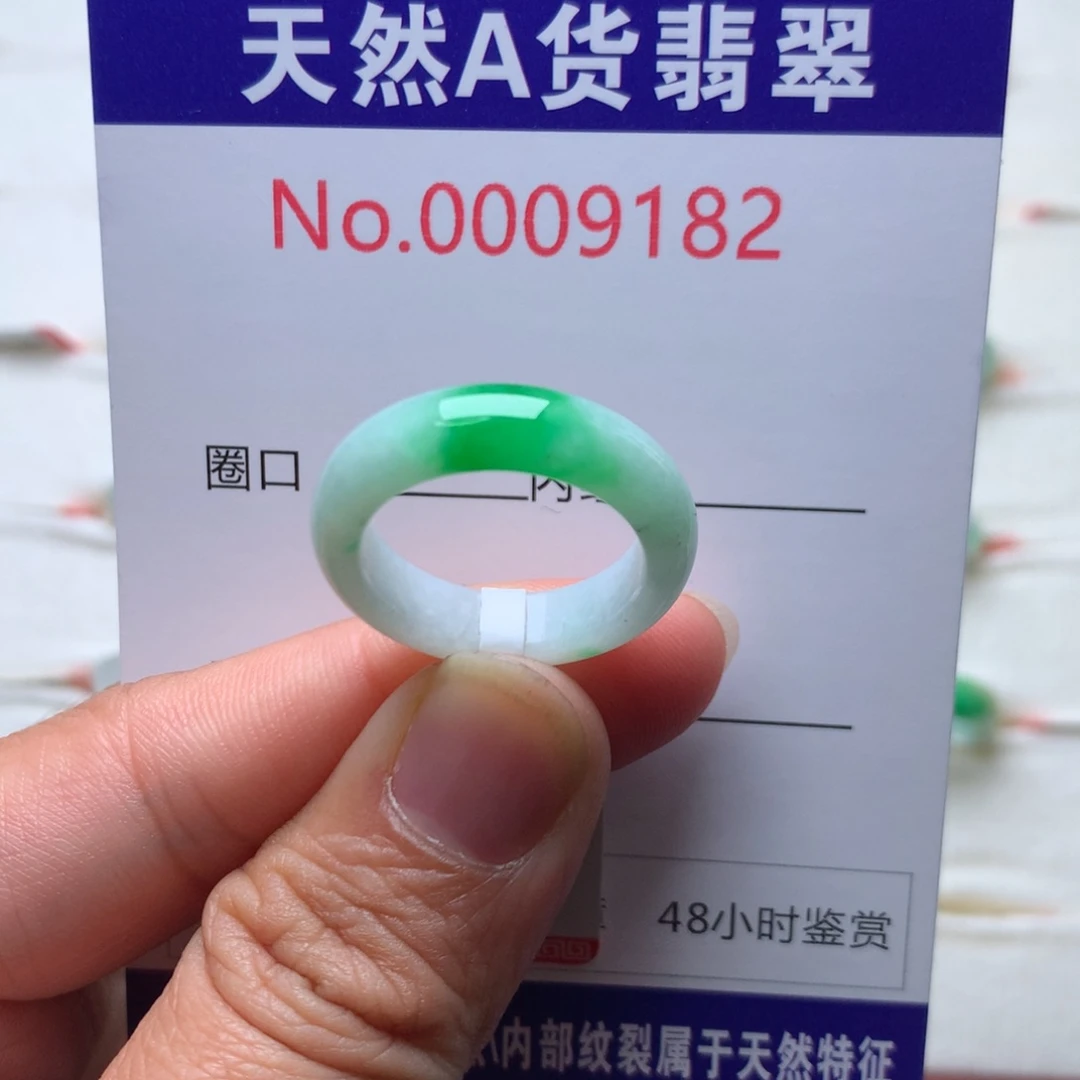 天然A货翡翠
No.0009182
圈口
48小时鉴赏
内部纹裂属于天然特征